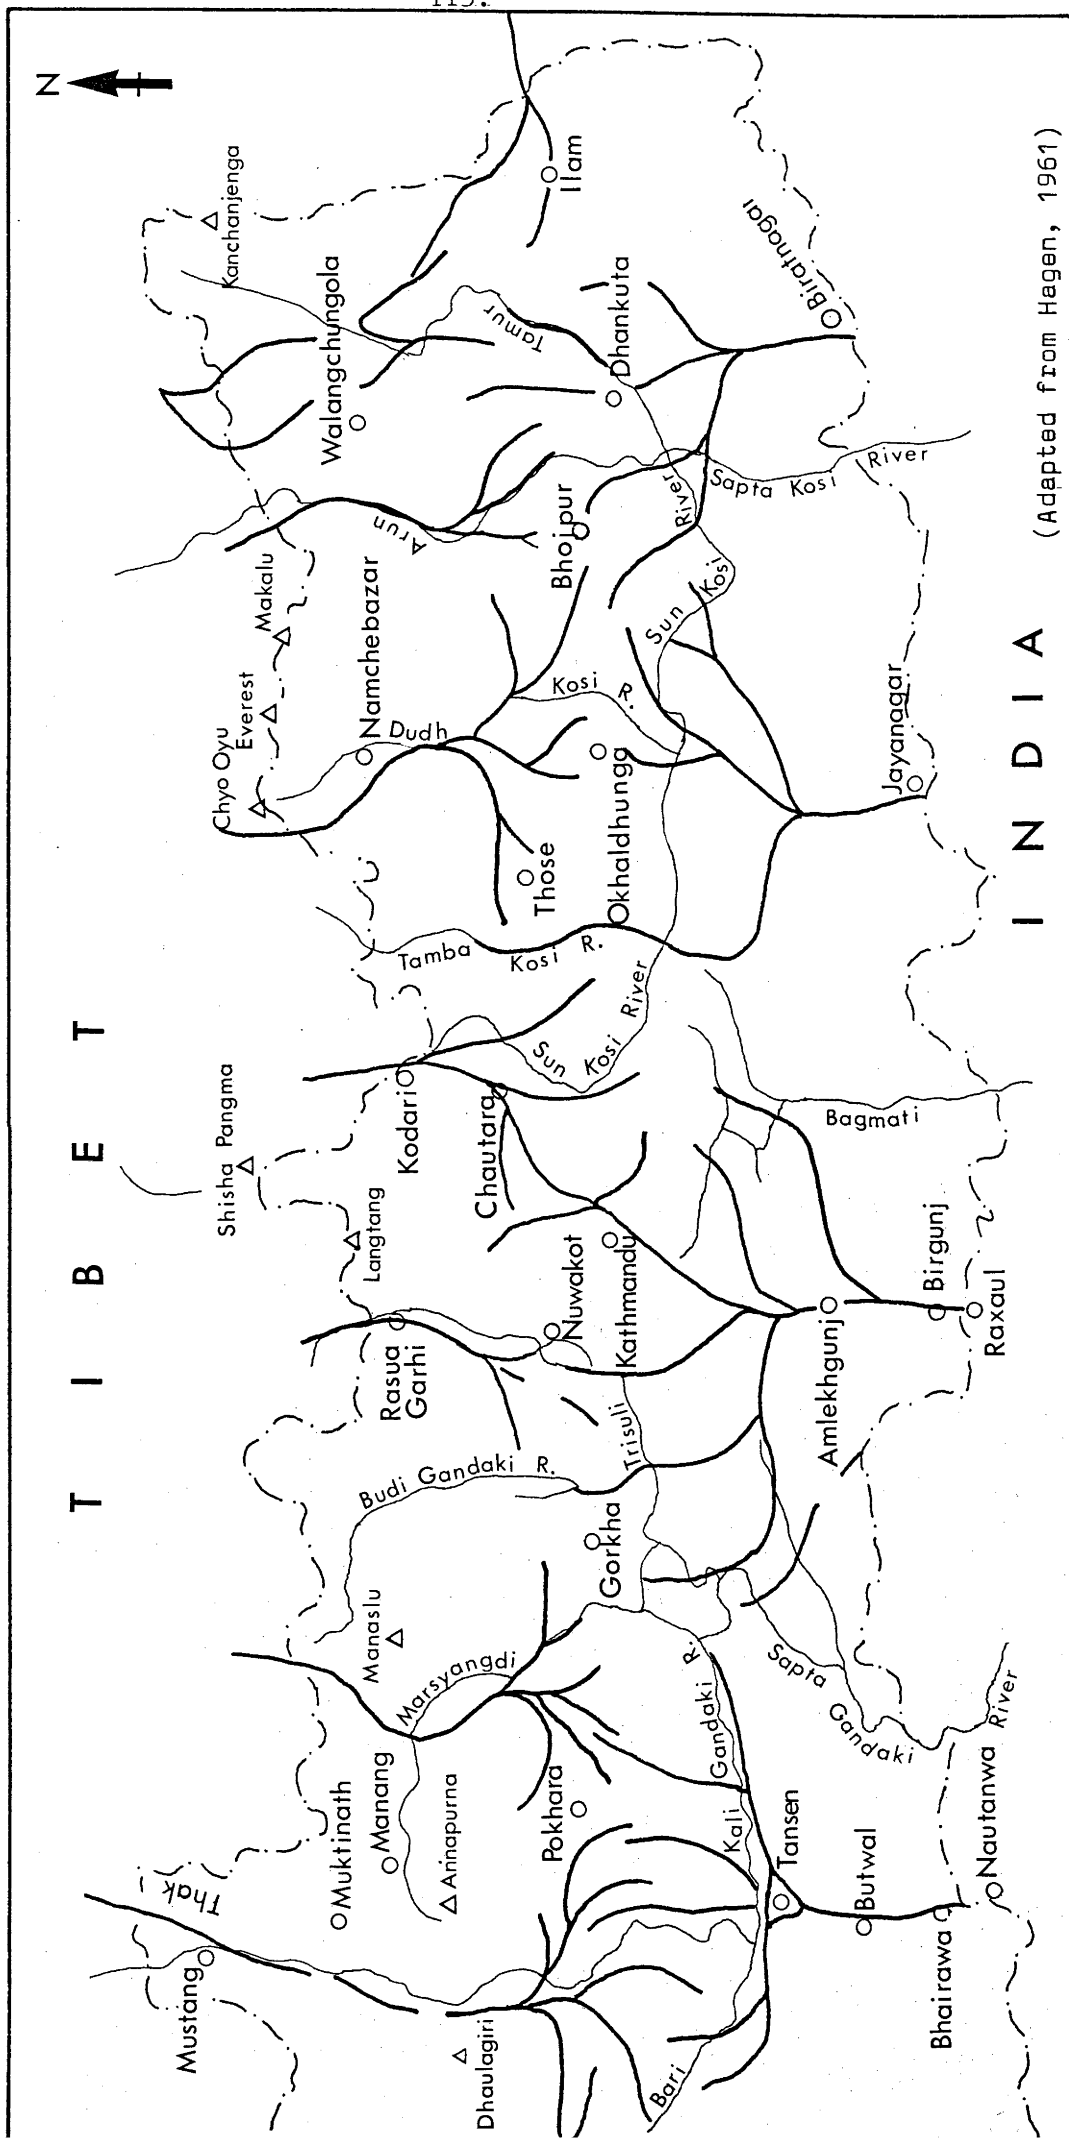 115.
N
T I B E T
Mustang
Thak
Muktinath
Manang
Annapurna
Dhaulagiri
Manaslu
Marsyangdi
Pokhara
Gorkha
Budi Gandaki R.
Rasua
Garhi
Langtang
Shisha Pangma
Kodari
Chautara
Nuwakot
Kathmandu
Trisuli
Sun Kosi River
Tamba Kosi R.
Those
Okhaldhunga
Chyo Oyu
Everest
Makalu
Namchebazar
Dudh
Kosi R.
Arun
Bhojpur
Walangchungola
Kanchanjenga
Tamur
Dhankuta
Ilam
Biratnagar
River
Sapta Kosi River
Sun Kosi
Jayanagar
Bagmati
Amlekhgunj
Birgunj
Raxaul
Bari
Kali Gandaki R.
Sapta Gandaki River
Tansen
Butwal
Bhairawa
Nautanwa
I N D I A
(Adapted from Hagen, 1961)